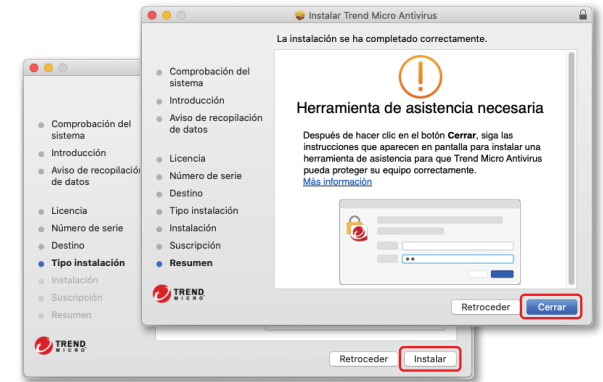 Instalar Trend Micro Antivirus
La instalación se ha completado correctamente.
Comprobación del
sistema
Introducción
Aviso de recopilación
de datos
Licencia
Número de serie
Destino
Tipo instalación
Instalación
Suscripción
Resumen
TREND
MICRO
Herramienta de asistencia necesaria
Después de hacer clic en el botón Cerrar, siga las
instrucciones que aparecen en pantalla para instalar una
herramienta de asistencia para que Trend Micro Antivirus
pueda proteger su equipo correctamente.
Más información
Retroceder
Cerrar
Comprobación del
sistema
Introducción
Aviso de recopilación
de datos
Licencia
Número de serie
Destino
Tipo instalación
Instalación
Suscripción
Resumen
TREND
MICRO
Retroceder
Instalar